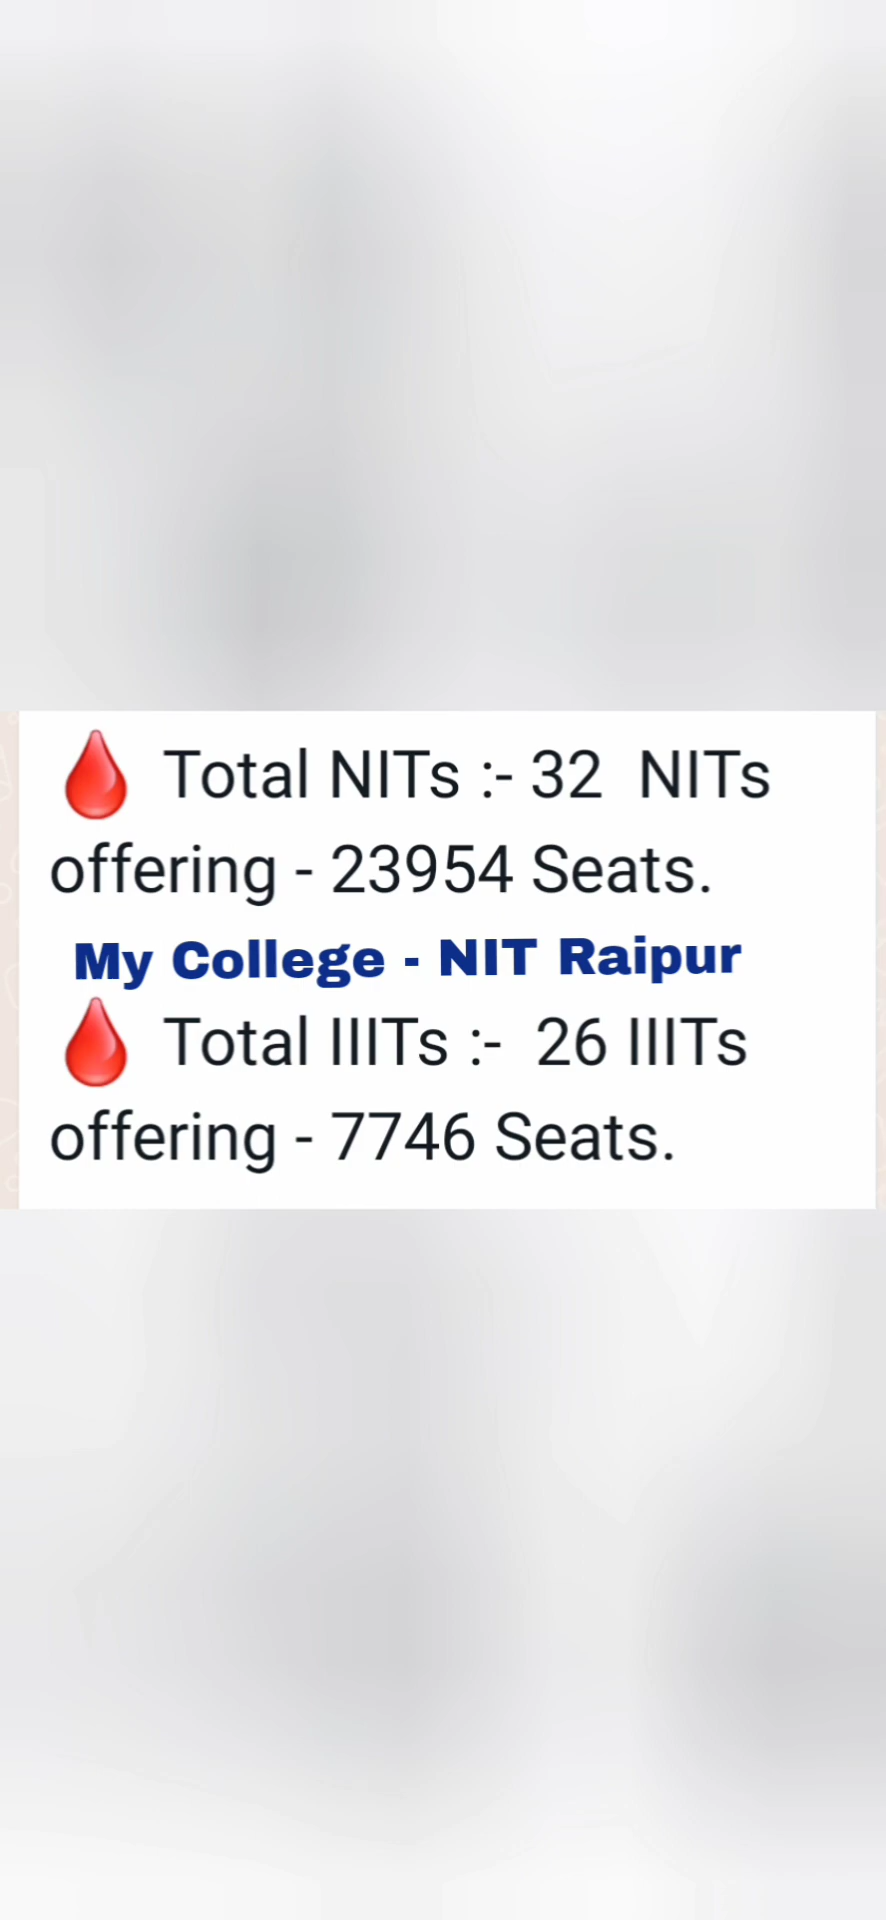 🩸 Total NITs :- 32 NITs
offering - 23954 Seats.
My College - NIT Raipur
🩸 Total IIITs :- 26 IIITs
offering - 7746 Seats.